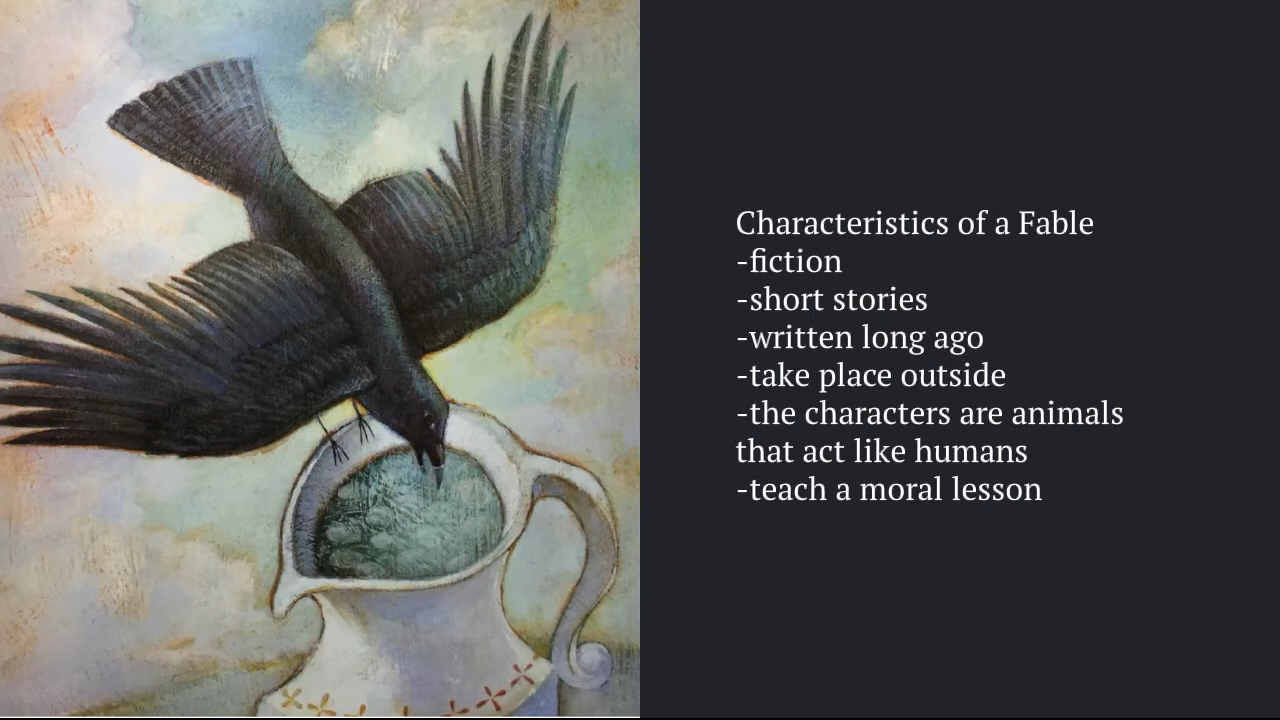 Characteristics of a Fable
-fiction
-short stories
-written long ago
-take place outside
-the characters are animals
that act like humans
-teach a moral lesson